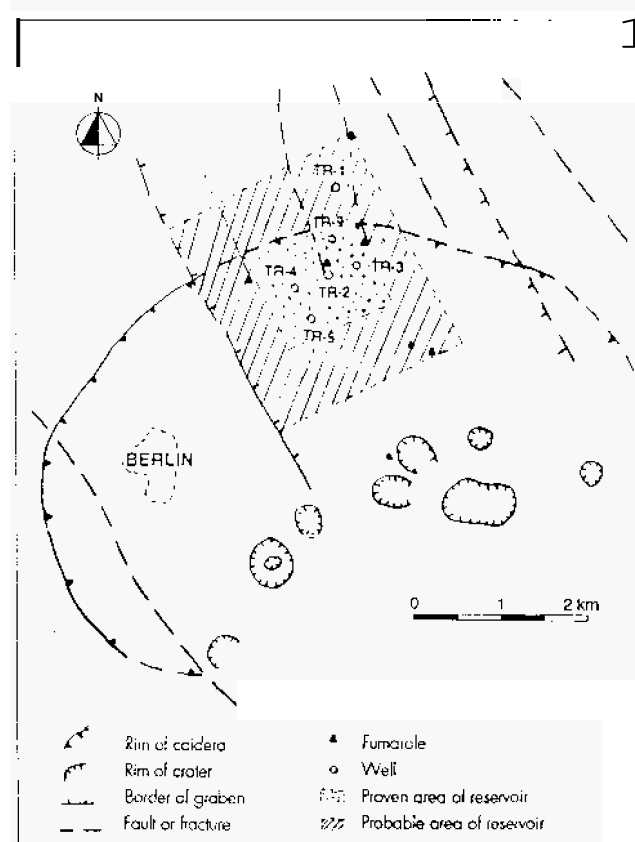 N
TR-1
TR-9
TR-4
TR-3
TR-2
TR-5
BERLIN
0 1 2 km
Rim of caldera
Fumarole
Rim of crater
Well
Border of graben
Proven area of reservoir
Fault or fracture
Probable area of reservoir